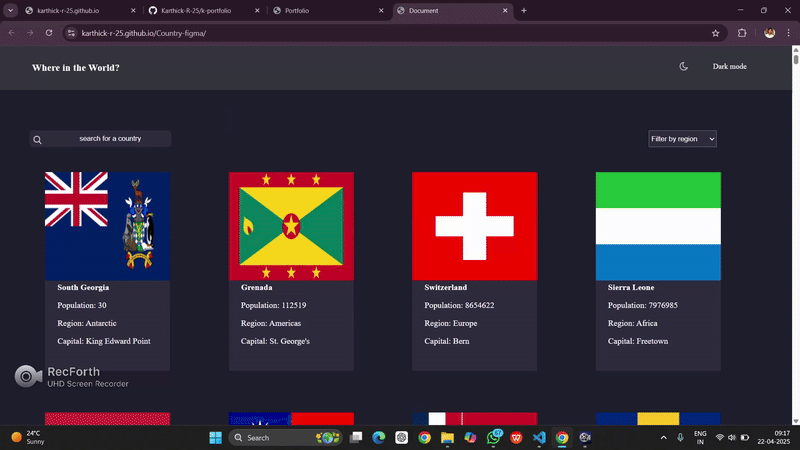 karthick-r-25.github.io
Karthick-R-25/k-portfolio
Portfolio
Document
karthick-r-25.github.io/Country-figma/
Where in the World?
Dark mode
search for a country
Filter by region
South Georgia
Population: 30
Region: Antarctic
Capital: King Edward Point
Grenada
Population: 112519
Region: Americas
Capital: St. George's
Switzerland
Population: 8654622
Region: Europe
Capital: Bern
Sierra Leone
Population: 7976985
Region: Africa
Capital: Freetown
RecForth
UHD Screen Recorder
24°C
Sunny
Search
ENG
IN
09:17
22-04-2025